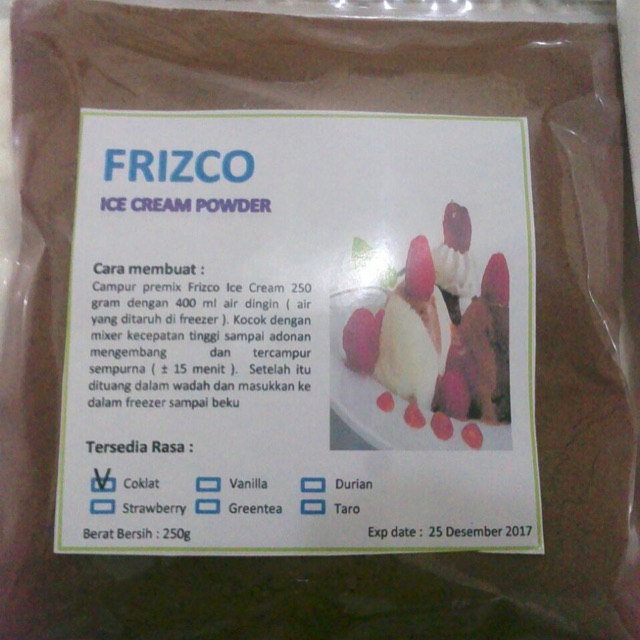 FRIZCO
ICE CREAM POWDER
Cara membuat :
Campur premix Frizco Ice Cream 250
gram dengan 400 ml air dingin ( air
yang ditaruh di freezer ). Kocok dengan
mixer kecepatan tinggi sampai adonan
mengembang dan tercampur
sempurna ( ± 15 menit ). Setelah itu
dituang dalam wadah dan masukkan ke
dalam freezer sampai beku
Tersedia Rasa :
V Coklat Vanilla Durian
Strawberry Greentea Taro
Berat Bersih : 250g Exp date : 25 Desember 2017